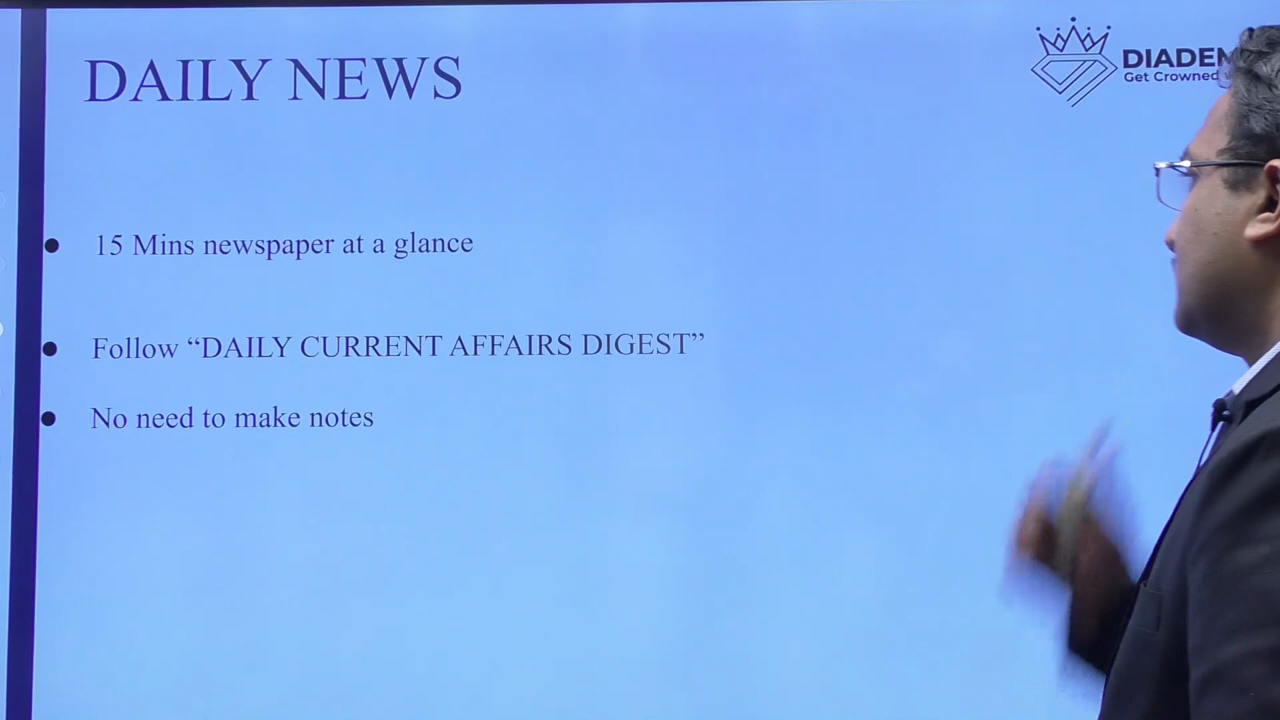 DAILY NEWS
DIADEM
Get Crowned
15 Mins newspaper at a glance
Follow “DAILY CURRENT AFFAIRS DIGEST”
No need to make notes